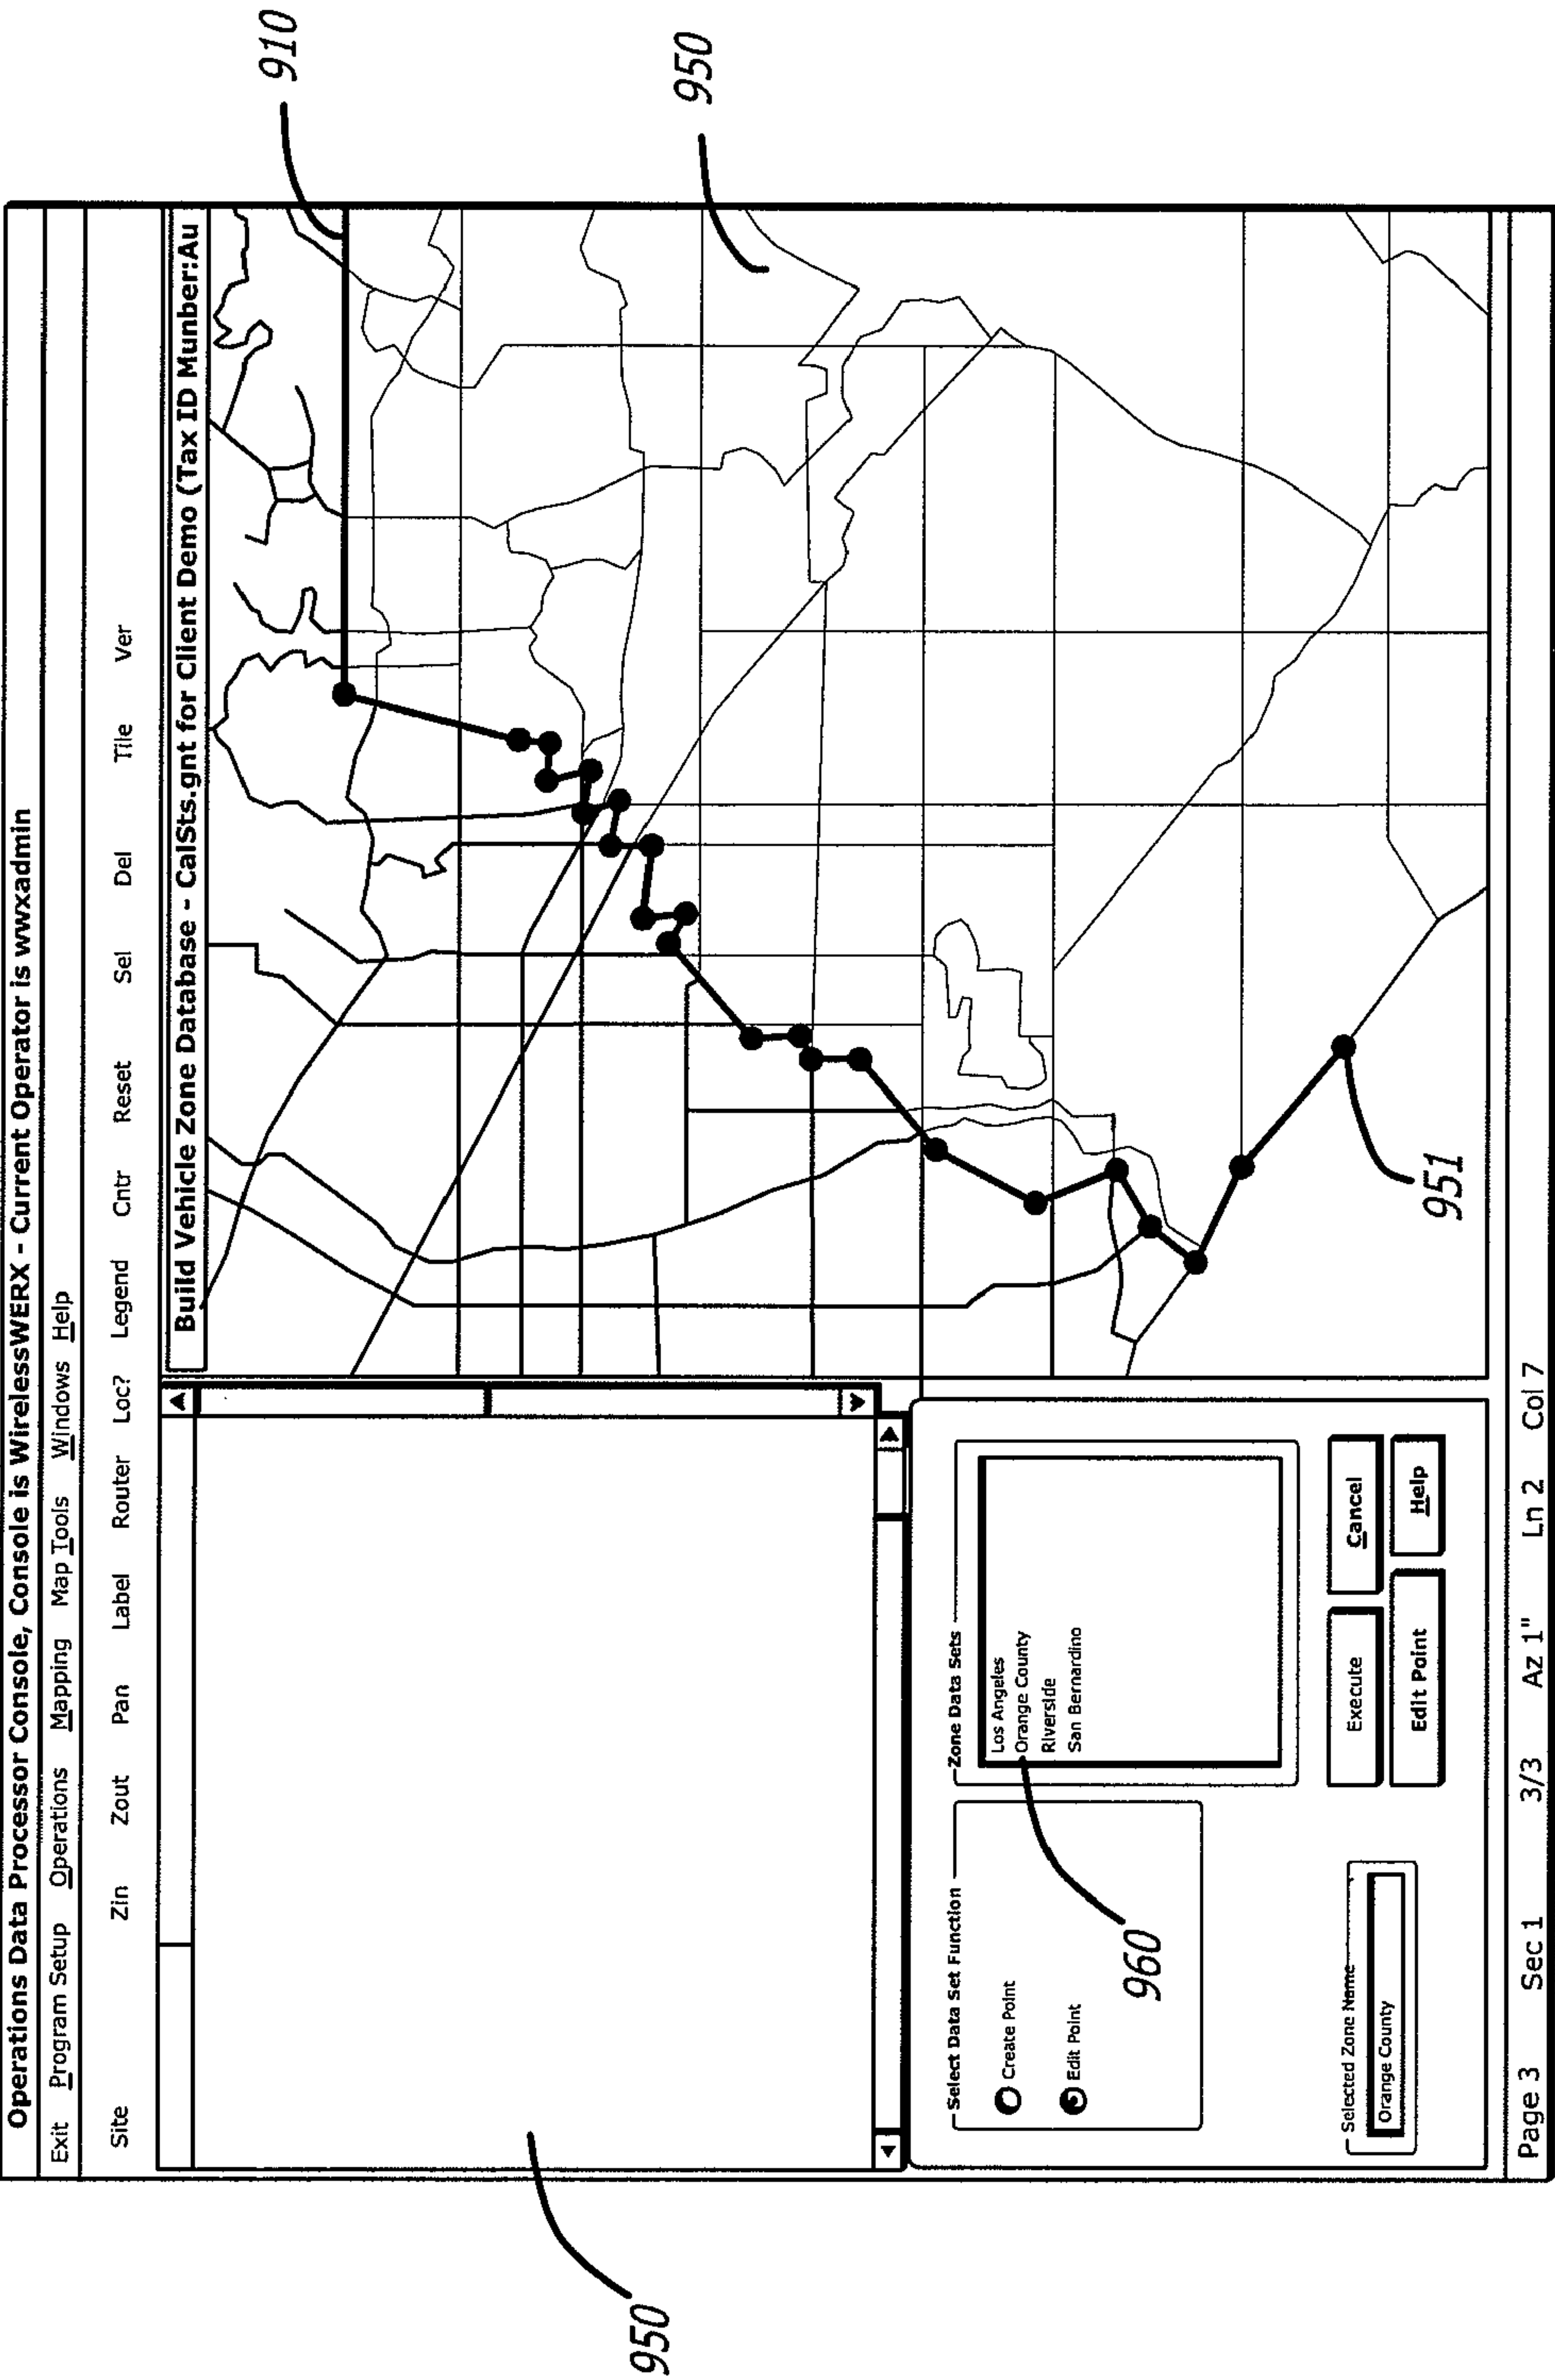 Operations Data Processor Console, Console is WirelessWERX - Current Operator is wwxadmin
Exit Program Setup Operations Mapping Map Tools Windows Help
Site Zin Zout Pan Label Router Loc? Legend Cntr Reset Sel Del Tile Ver
Build Vehicle Zone Database - CalSts.gnt for Client Demo (Tax ID Munber:Au
910
950
950
Select Data Set Function
Create Point
Edit Point
960
Zone Data Sets
Los Angeles
Orange County
Riverside
San Bernardino
951
Selected Zone Name
Orange County
Execute
Cancel
Edit Point
Help
Page 3 Sec 1 3/3 Az 1" Ln 2 Col 7